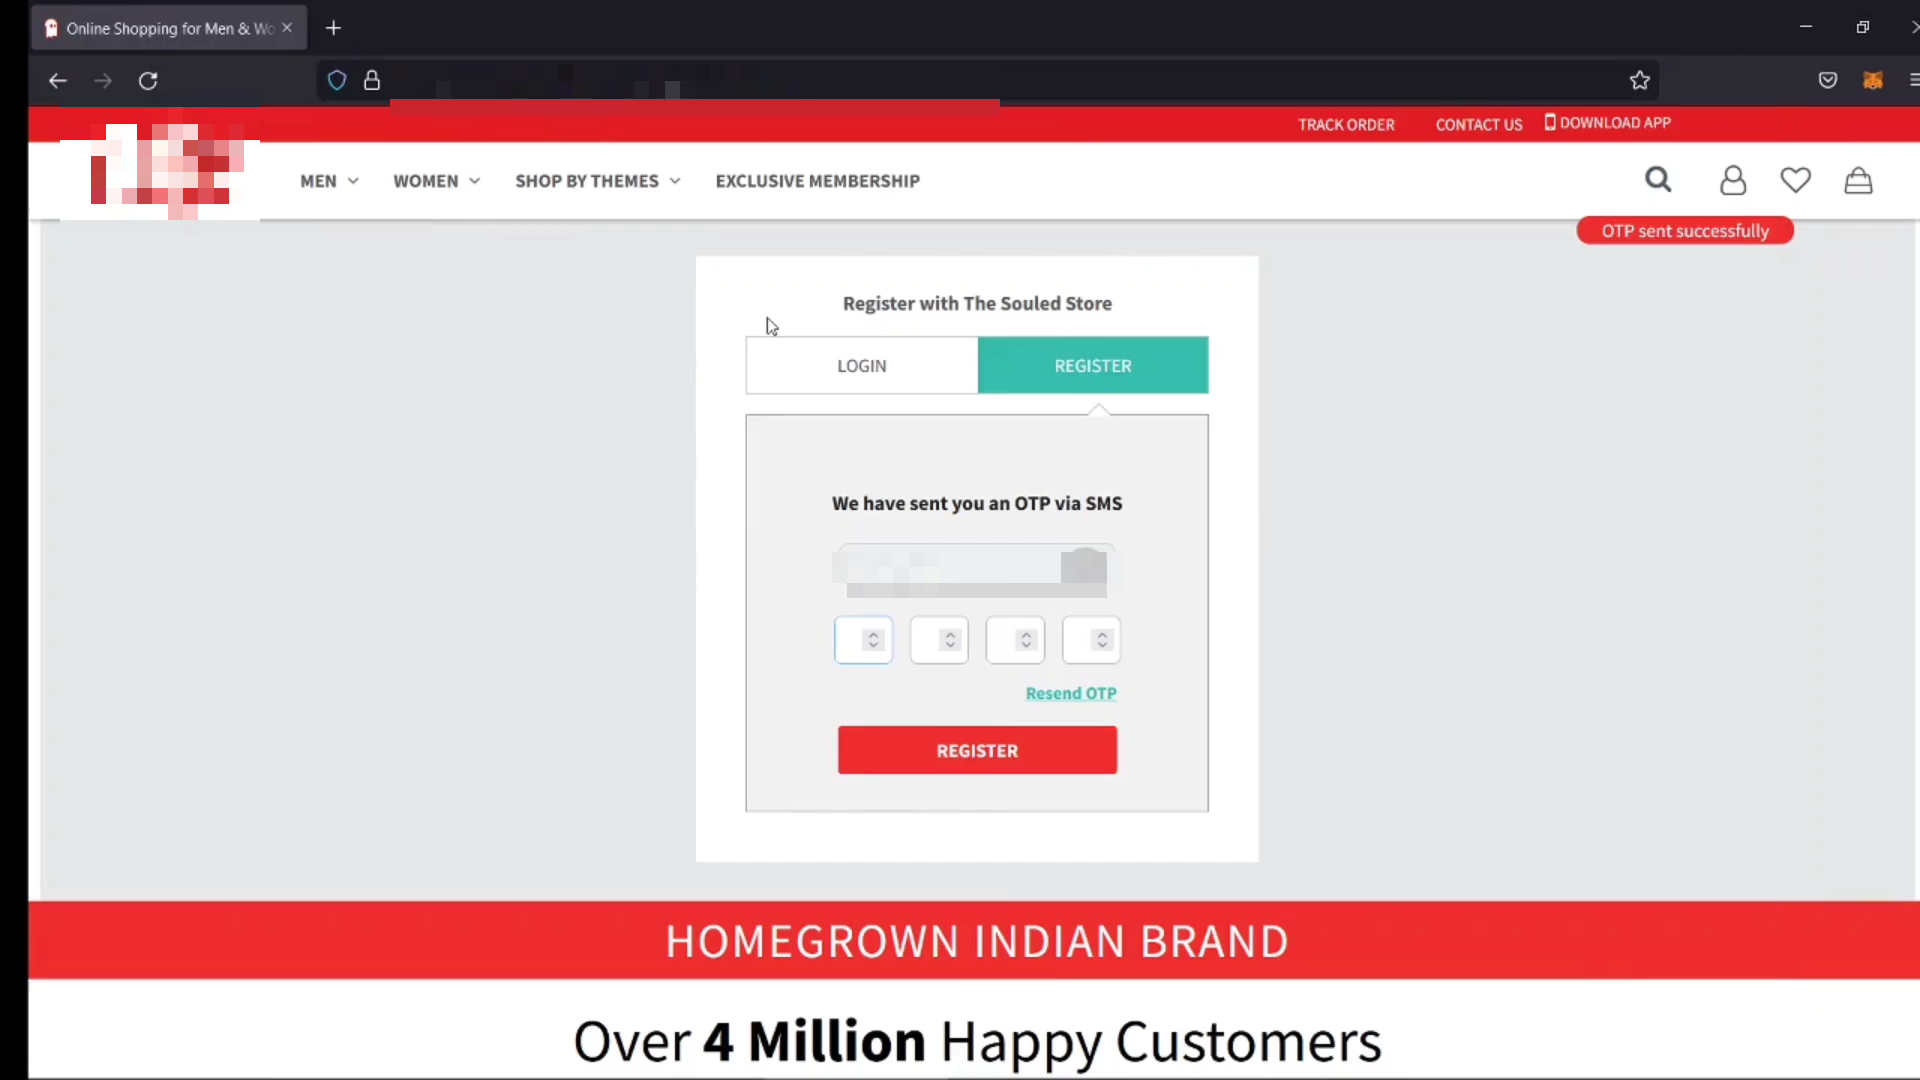 Online Shopping for Men & Wo
TRACK ORDER CONTACT US DOWNLOAD APP
MEN WOMEN SHOP BY THEMES EXCLUSIVE MEMBERSHIP
OTP sent successfully
Register with The Souled Store
LOGIN REGISTER
We have sent you an OTP via SMS
Resend OTP
REGISTER
HOMEGROWN INDIAN BRAND
Over 4 Million Happy Customers